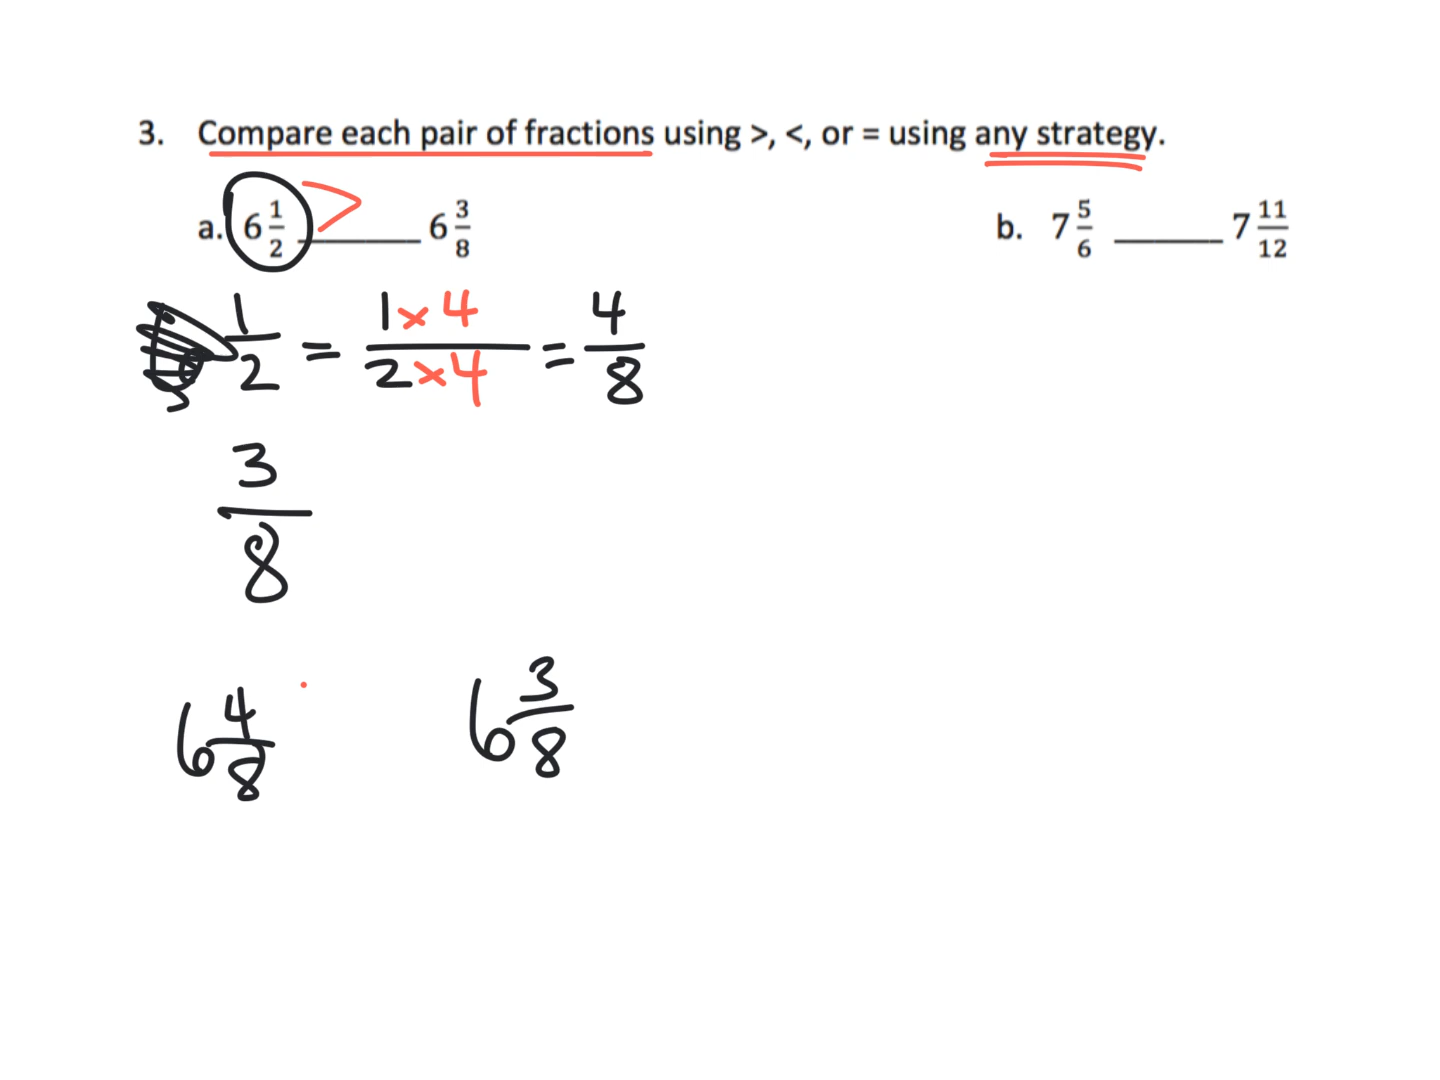 3. Compare each pair of fractions using >, <, or = using any strategy.
a. 6 1/2 > ______ 6 3/8
b. 7 5/6 ______ 7 11/12
1/2 = 1 x 4 / 2 x 4 = 4/8
3/8
6 4/8 6 3/8